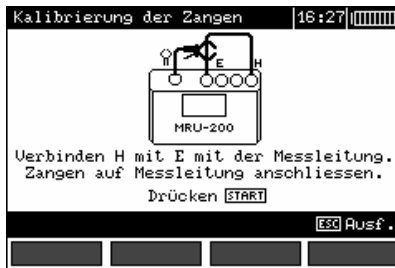 Kalibrierung der Zangen 16:27
E H
MRU-200
Verbinden H mit E mit der Messleitung.
Zangen auf Messleitung anschliessen.
Drücken START
ESC Ausf.